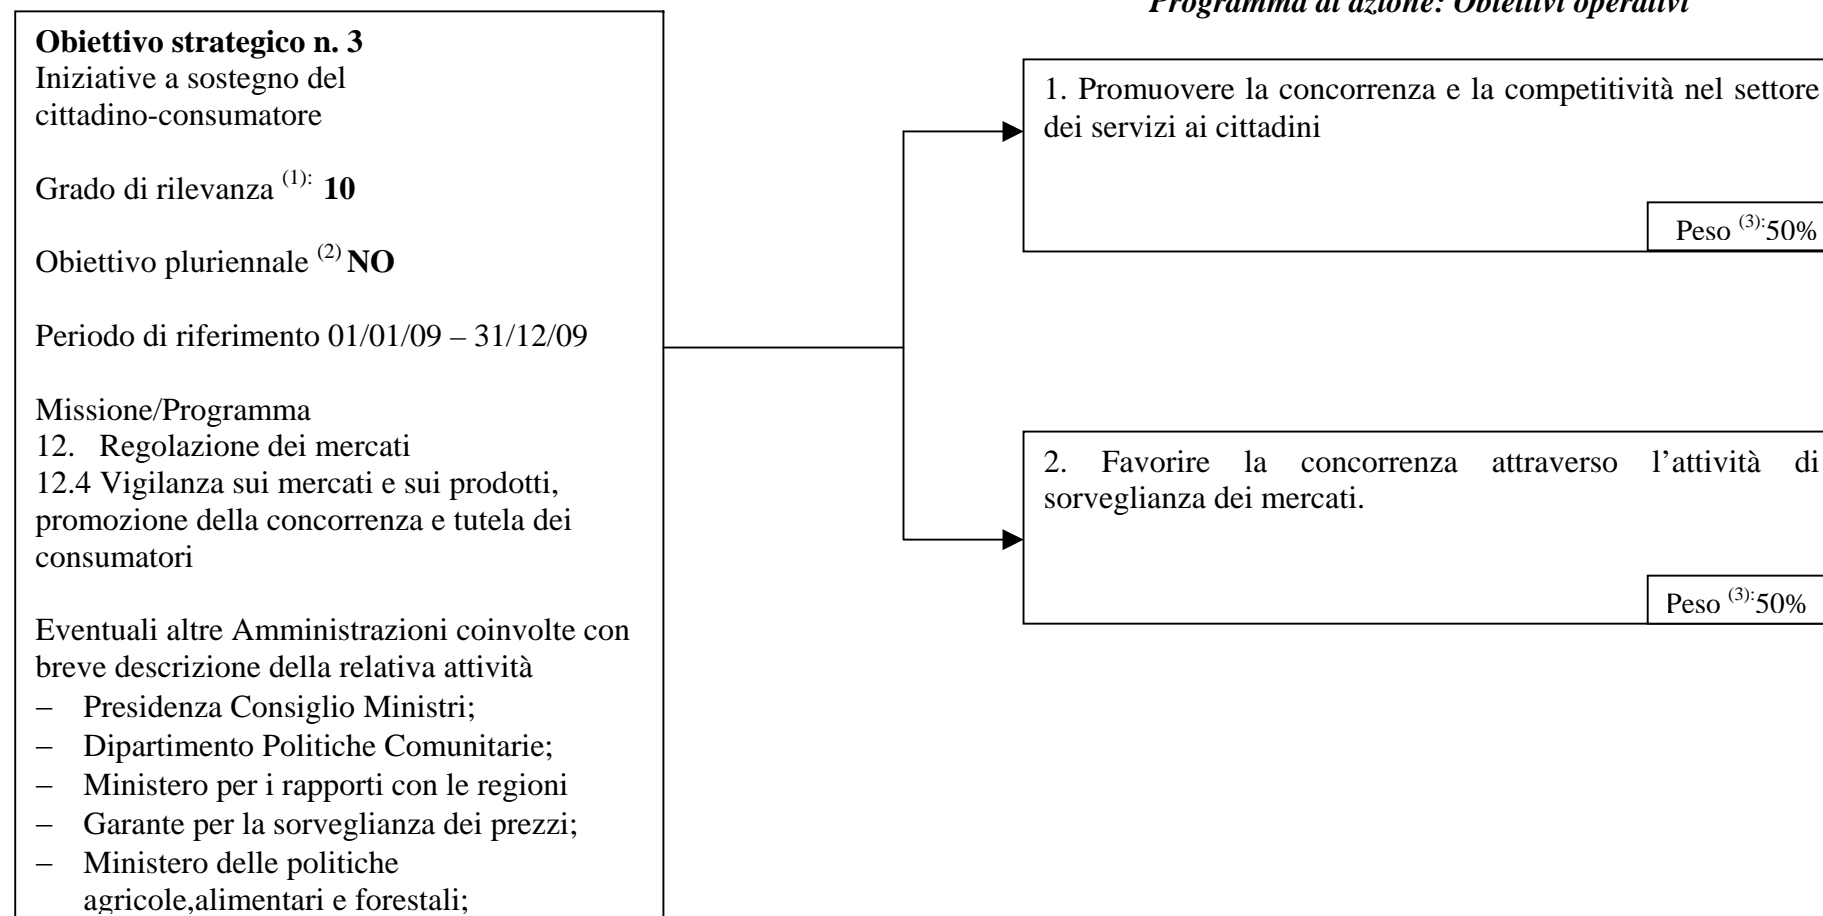 Programma di azione: Obiettivi operativi
Obiettivo strategico n. 3
Iniziative a sostegno del
cittadino-consumatore
Grado di rilevanza (1): 10
Obiettivo pluriennale (2) NO
Periodo di riferimento 01/01/09 – 31/12/09
Missione/Programma
12. Regolazione dei mercati
12.4 Vigilanza sui mercati e sui prodotti,
promozione della concorrenza e tutela dei
consumatori
Eventuali altre Amministrazioni coinvolte con
breve descrizione della relativa attività
− Presidenza Consiglio Ministri;
− Dipartimento Politiche Comunitarie;
− Ministero per i rapporti con le regioni
− Garante per la sorveglianza dei prezzi;
− Ministero delle politiche
agricole,alimentari e forestali;
1. Promuovere la concorrenza e la competitività nel settore
dei servizi ai cittadini
Peso (3):50%
2. Favorire la concorrenza attraverso l’attività di
sorveglianza dei mercati.
Peso (3):50%